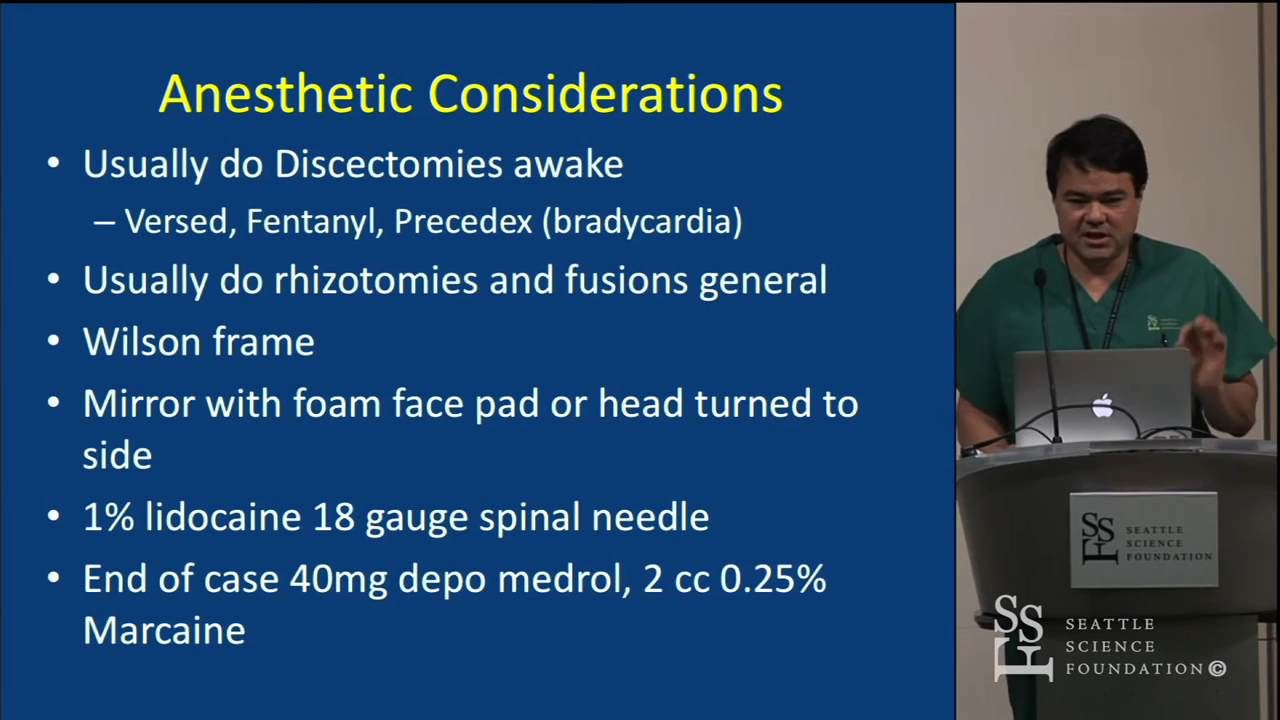 Anesthetic Considerations
• Usually do Discectomies awake
– Versed, Fentanyl, Precedex (bradycardia)
• Usually do rhizotomies and fusions general
• Wilson frame
• Mirror with foam face pad or head turned to
side
• 1% lidocaine 18 gauge spinal needle
• End of case 40mg depo medrol, 2 cc 0.25%
Marcaine
SSF
SEATTLE
SCIENCE
FOUNDATION
SSF
SEATTLE
SCIENCE
FOUNDATION©